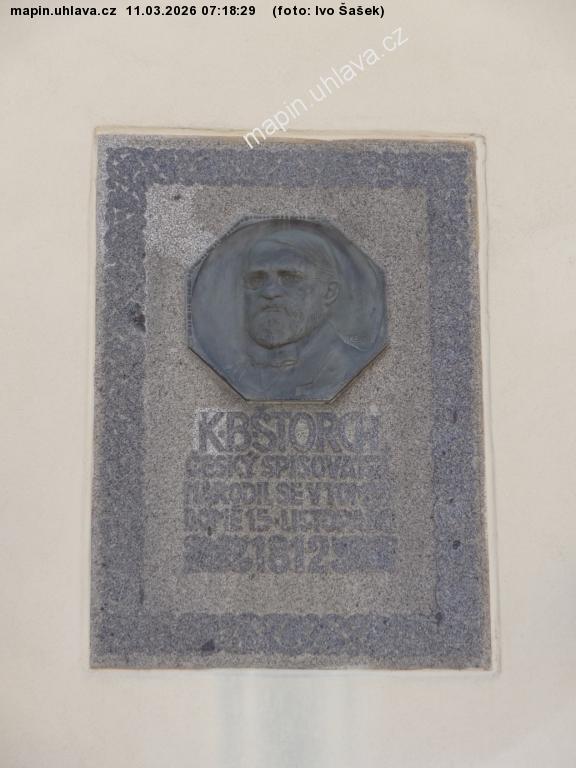 mapin.uhlava.cz 11.03.2026 07:18:29 (foto: Ivo Šašek)
mapin.uhlava.cz
K.B.ŠTORCH
ČESKÝ SPISOVATEL
NARODIL SE V TOMTO
DOMĚ 15. LISTOPADU
1812